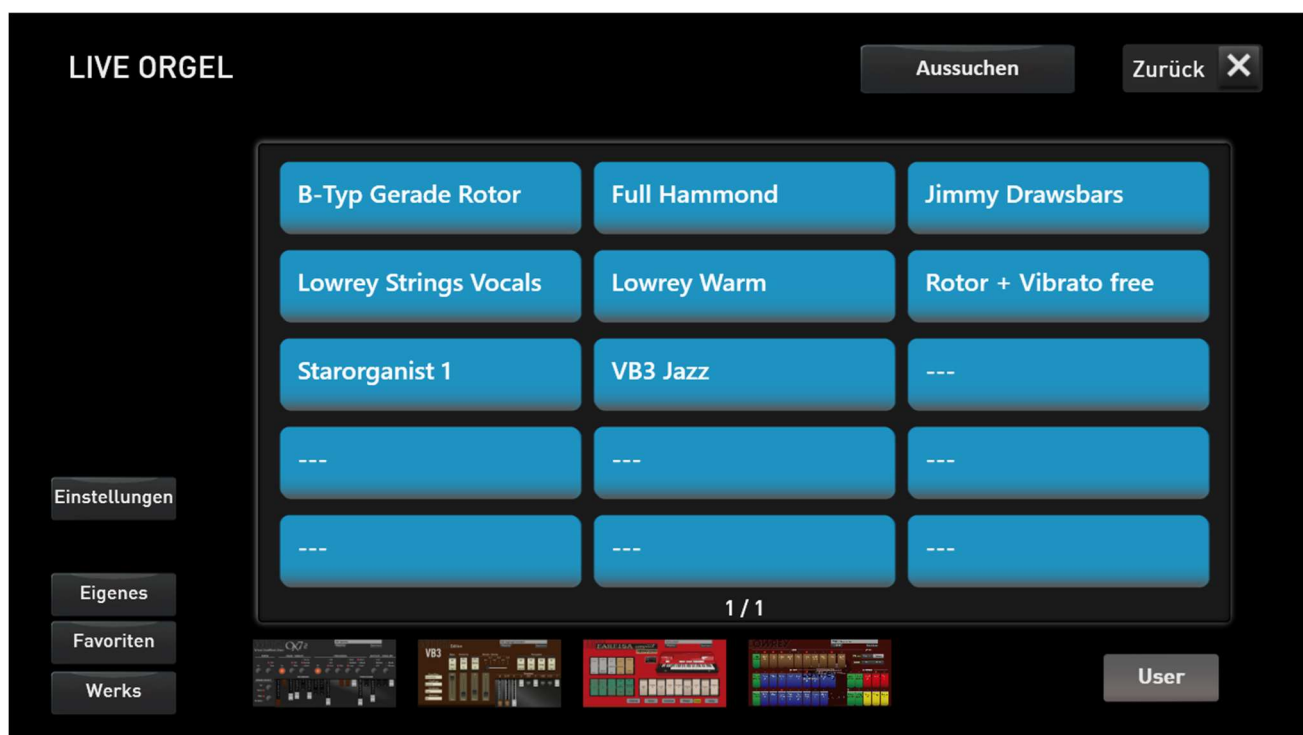 LIVE ORGEL
Aussuchen
Zurück
B-Typ Gerade Rotor
Full Hammond
Jimmy Drawsbars
Lowrey Strings Vocals
Lowrey Warm
Rotor + Vibrato free
Starorganist 1
VB3 Jazz
---
---
---
---
---
---
---
1 / 1
Einstellungen
Eigenes
Favoriten
Werks
VB3
FARFISA
User